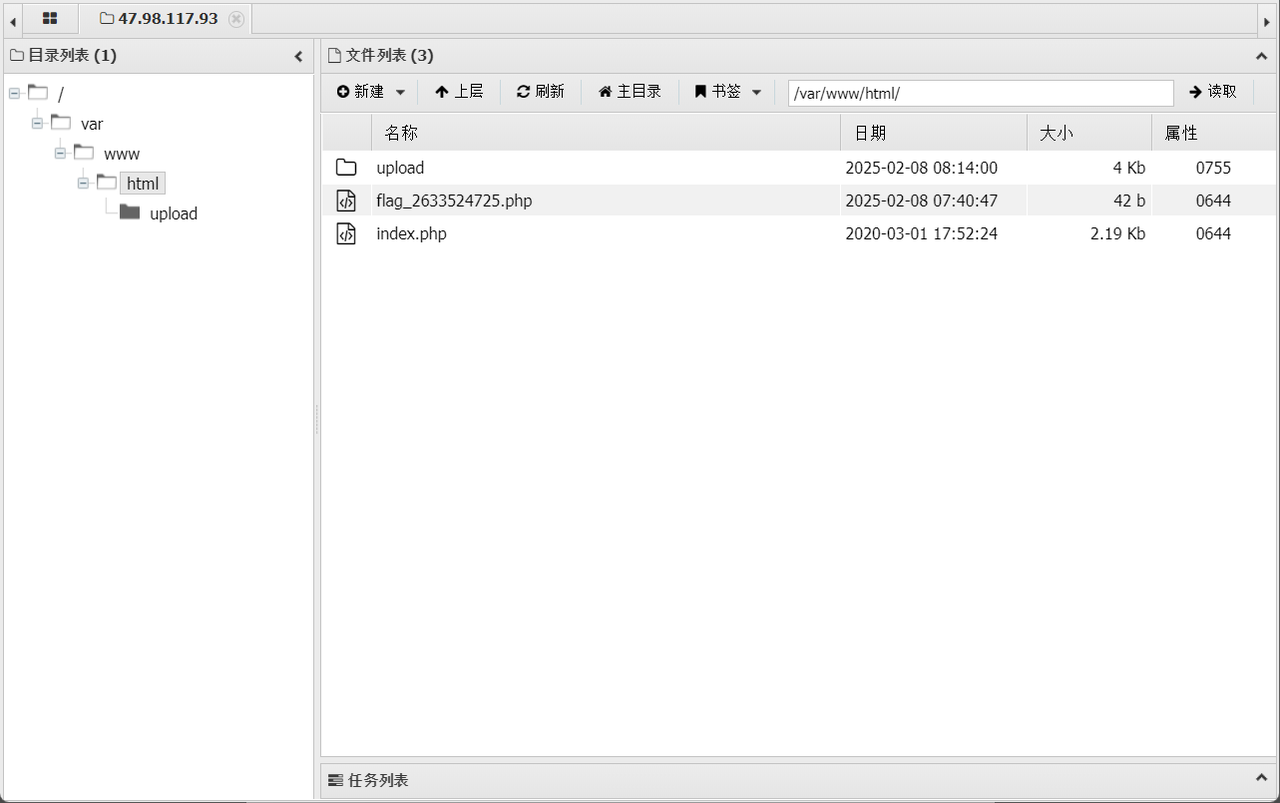 47.98.117.93
目录列表 (1)
/
var
www
html
upload
文件列表 (3)
新建 上层 刷新 主目录 书签 /var/www/html/ 读取
名称 日期 大小 属性
upload 2025-02-08 08:14:00 4 Kb 0755
flag_2633524725.php 2025-02-08 07:40:47 42 b 0644
index.php 2020-03-01 17:52:24 2.19 Kb 0644
任务列表